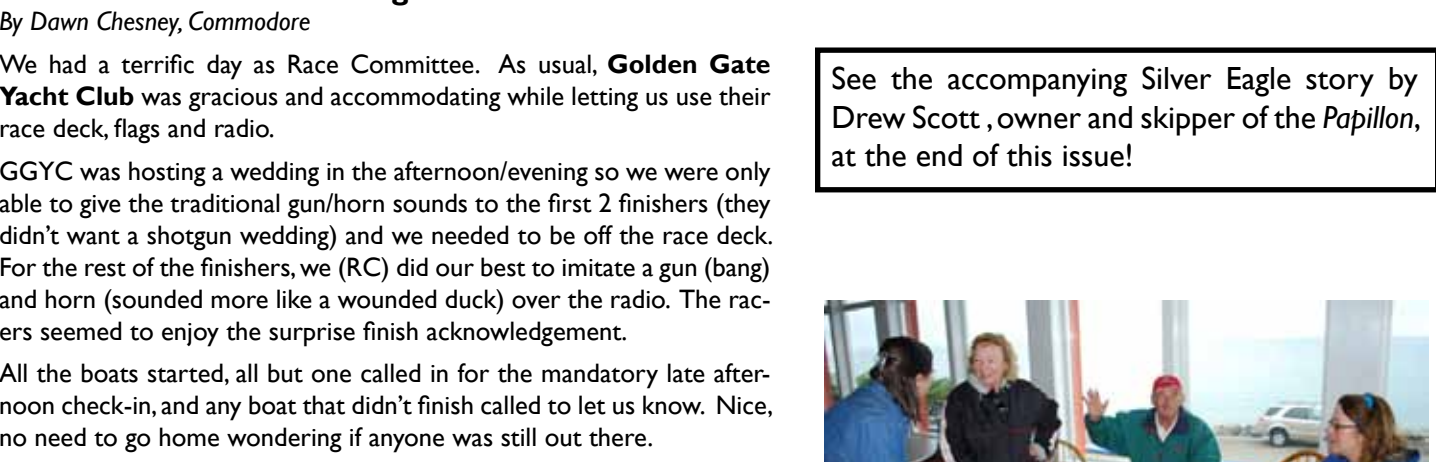 By Dawn Chesney, Commodore
We had a terrific day as Race Committee. As usual, Golden Gate
Yacht Club was gracious and accommodating while letting us use their
race deck, flags and radio.
GGYC was hosting a wedding in the afternoon/evening so we were only
able to give the traditional gun/horn sounds to the first 2 finishers (they
didn't want a shotgun wedding) and we needed to be off the race deck.
For the rest of the finishers, we (RC) did our best to imitate a gun (bang)
and horn (sounded more like a wounded duck) over the radio. The rac-
ers seemed to enjoy the surprise finish acknowledgement.
All the boats started, all but one called in for the mandatory late after-
noon check-in, and any boat that didn't finish called to let us know. Nice,
no need to go home wondering if anyone was still out there.
See the accompanying Silver Eagle story by
Drew Scott ,owner and skipper of the Papillon,
at the end of this issue!